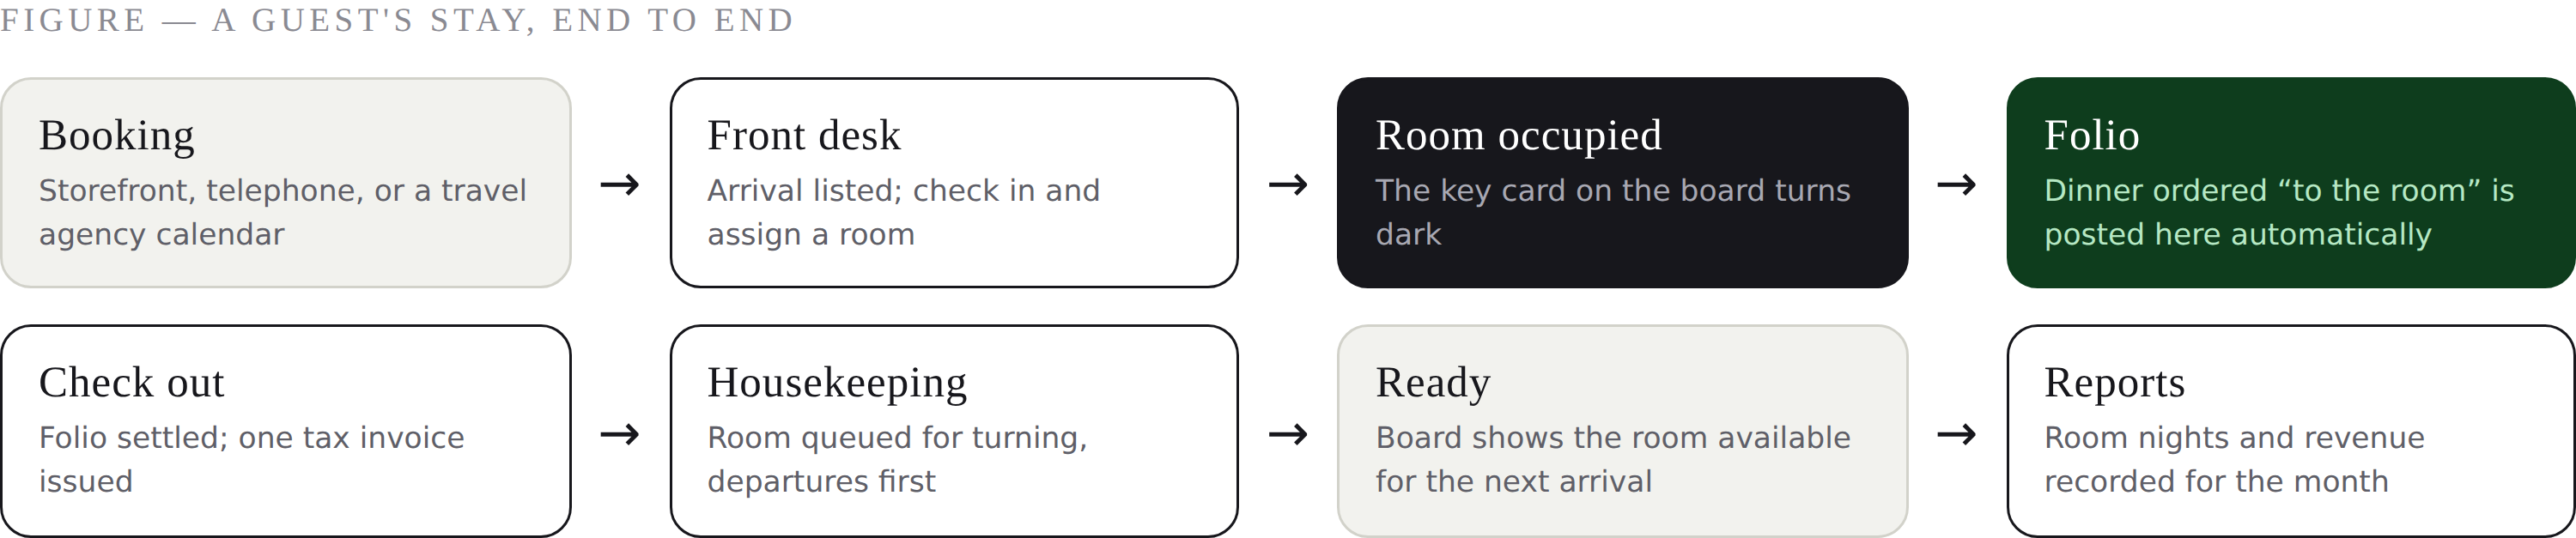 FIGURE — A GUEST'S STAY, END TO END
Booking
Storefront, telephone, or a travel
agency calendar
→
Front desk
Arrival listed; check in and
assign a room
→
Room occupied
The key card on the board turns
dark
→
Folio
Dinner ordered “to the room” is
posted here automatically
Check out
Folio settled; one tax invoice
issued
→
Housekeeping
Room queued for turning,
departures first
→
Ready
Board shows the room available
for the next arrival
→
Reports
Room nights and revenue
recorded for the month